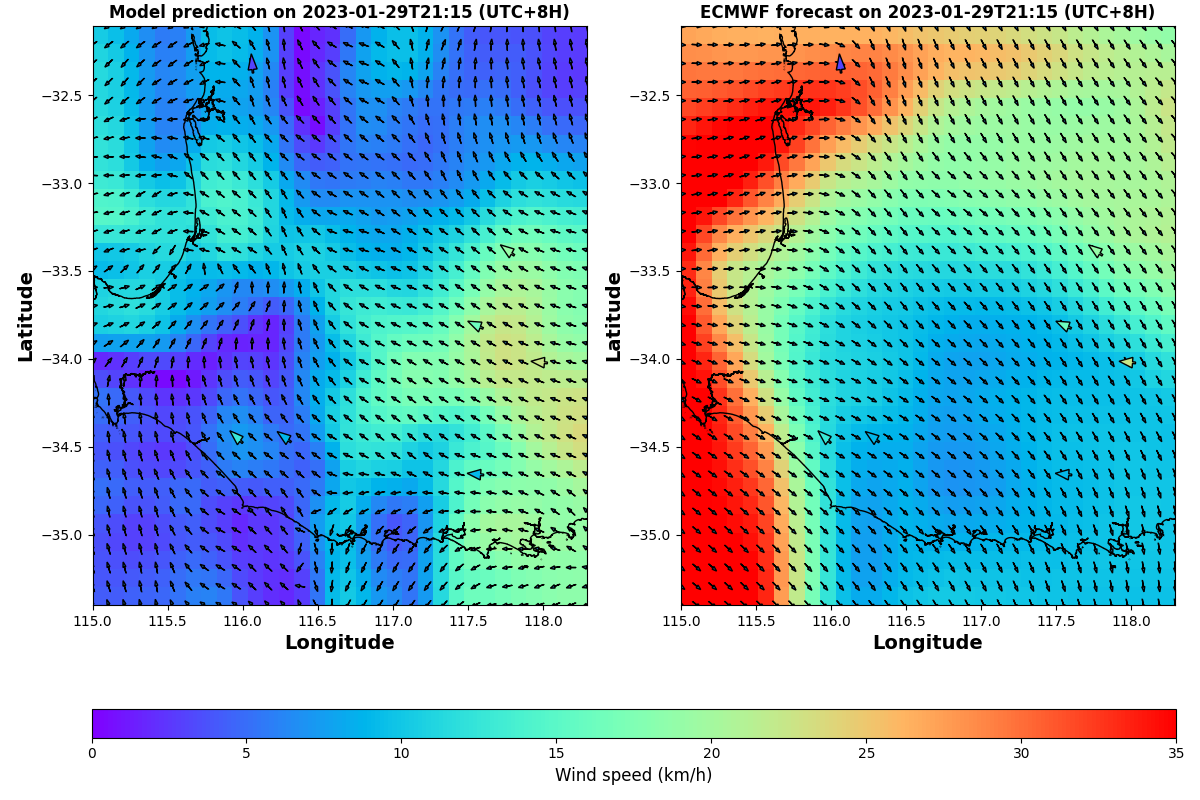 Model prediction on 2023-01-29T21:15 (UTC+8H)
ECMWF forecast on 2023-01-29T21:15 (UTC+8H)
Latitude
−32.5
−33.0
−33.5
−34.0
−34.5
−35.0
115.0 115.5 116.0 116.5 117.0 117.5 118.0
Longitude
Latitude
−32.5
−33.0
−33.5
−34.0
−34.5
−35.0
115.0 115.5 116.0 116.5 117.0 117.5 118.0
Longitude
0 5 10 15 20 25 30 35
Wind speed (km/h)